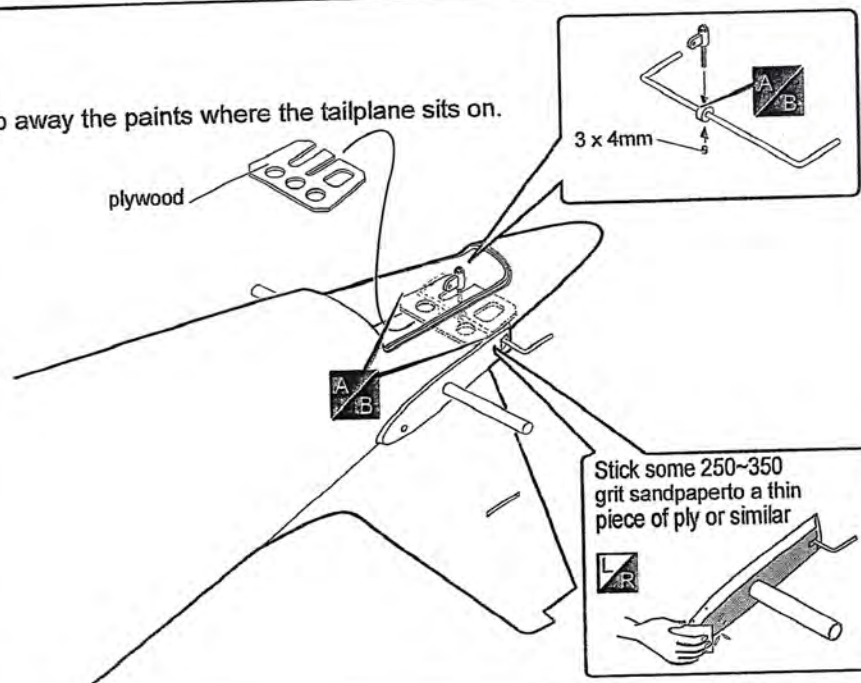 away the paints where the tailplane sits on.
plywood
3 x 4mm
A
B
A
B
Stick some 250~350
grit sandpaperto a thin
piece of ply or similar
L
R